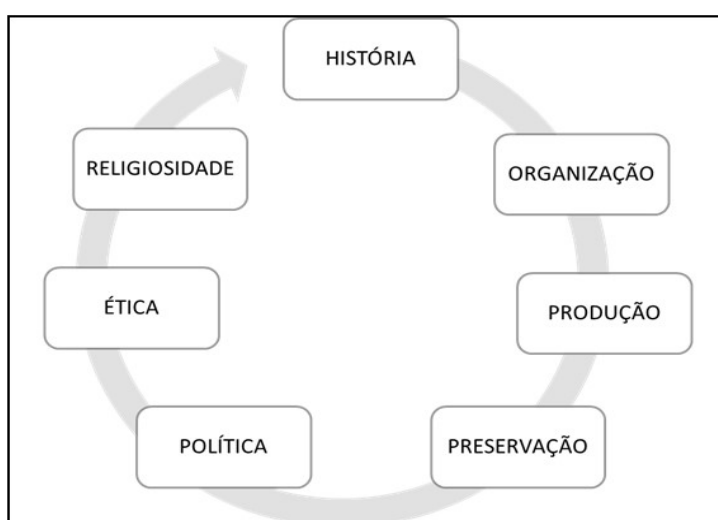 HISTÓRIA
ORGANIZAÇÃO
PRODUÇÃO
PRESERVAÇÃO
POLÍTICA
ÉTICA
RELIGIOSIDADE